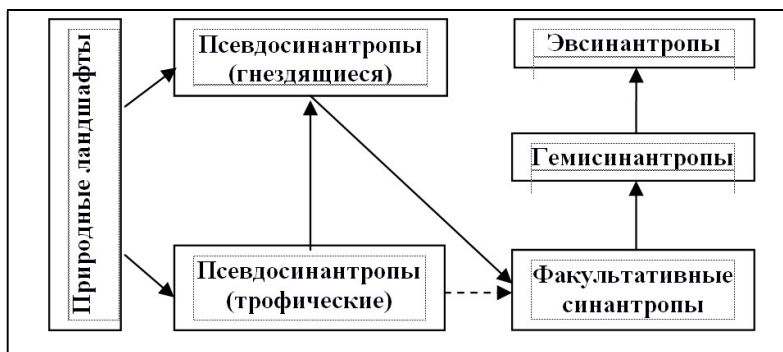 Природные ландшафты
Псевдосинантропы
(гнездящиеся)
Эвсинантропы
Гемисинантропы
Псевдосинантропы
(трофические)
Факультативные
синантропы